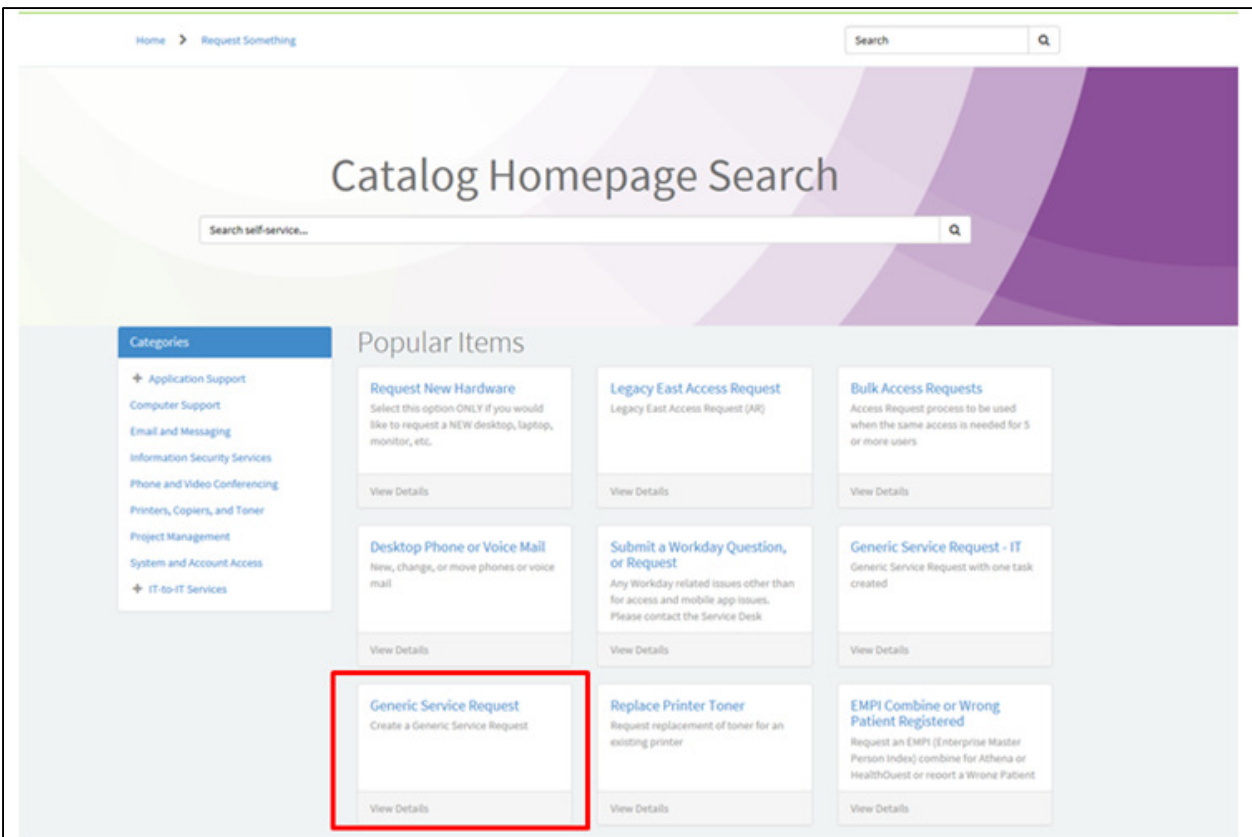 Home > Request Something
Search
Catalog Homepage Search
Search self-service...
Categories
+ Application Support
Computer Support
Email and Messaging
Information Security Services
Phone and Video Conferencing
Printers, Copiers, and Toner
Project Management
System and Account Access
+ IT-to-IT Services
Popular Items
Request New Hardware
Select this option ONLY if you would
like to request a NEW desktop, laptop,
monitor, etc.
View Details
Legacy East Access Request
Legacy East Access Request (AR)
View Details
Bulk Access Requests
Access Request process to be used
when the same access is needed for 5
or more users
View Details
Desktop Phone or Voice Mail
New, change, or move phones or voice
mail
View Details
Submit a Workday Question,
or Request
Any Workday related issues other than
for access and mobile app issues.
Please contact the Service Desk
View Details
Generic Service Request - IT
Generic Service Request with one task
created
View Details
Generic Service Request
Create a Generic Service Request
View Details
Replace Printer Toner
Request replacement of toner for an
existing printer
View Details
EMPI Combine or Wrong
Patient Registered
Request an EMPI (Enterprise Master
Person Index) combine for Athena or
HealthQuest or report a Wrong Patient
View Details